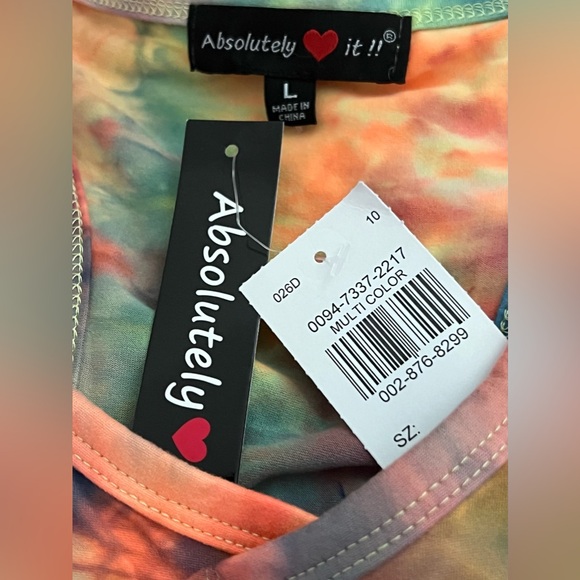 Absolutely ❤ it !!®
L
MADE IN
CHINA
Absolutely ❤
10
026D
0094-7337-2217
MULTI COLOR
002-876-8299
SZ: